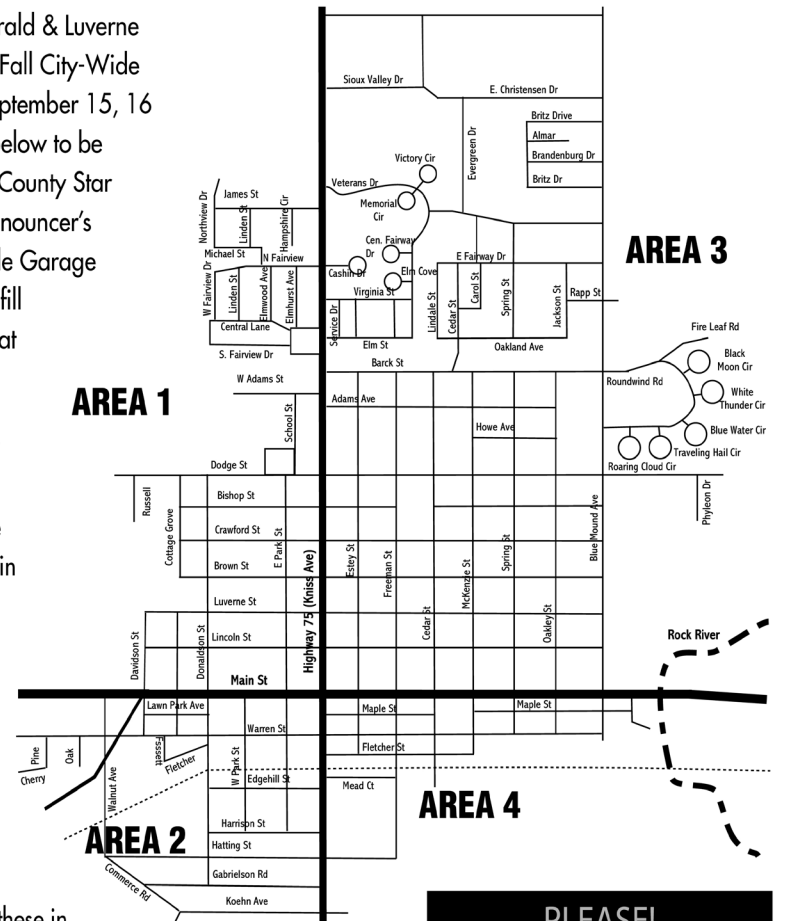 rald & Luverne
Fall City-Wide
ptember 15, 16
elow to be
County Star
nouncer's
le Garage
fill
at
e
in
these in
Sioux Valley Dr
E. Christensen Dr
Britz Drive
Almar
Brandenburg Dr
Britz Dr
Evergreen Dr
Victory Cir
Veterans Dr
Memorial
Cir
Northview Dr
James St
Linden St
Hampshire Cir
Michael St
N Fairview
Cen. Fairway
Dr
Cashin Dr
Elm Cove
E Fairway Dr
AREA 3
W Fairview Dr
Linden St
Elmwood Ave
Elmhurst Ave
Virginia St
Service Dr
Lindale St
Cedar St
Carol St
Spring St
Jackson St
Rapp St
Central Lane
S. Fairview Dr
Elm St
Oakland Ave
Fire Leaf Rd
Barck St
Black
Moon Cir
W Adams St
Roundwind Rd
White
Thunder Cir
AREA 1
School St
Adams Ave
Howe Ave
Blue Water Cir
Traveling Hail Cir
Roaring Cloud Cir
Dodge St
Russell
Bishop St
Phyleon Dr
Cottage Grove
Crawford St
E Park St
Brown St
Highway 75 (Kniss Ave)
Estey St
Freeman St
McKenzie St
Spring St
Blue Mound Ave
Luverne St
Cedar St
Oakley St
Davidson St
Donaldson St
Lincoln St
Rock River
Main St
Lawn Park Ave
Maple St
Maple St
Warren St
Pine
Oak
Fassett
Fletcher
W Park St
Fletcher St
Cherry
Walnut Ave
Edgehill St
Mead Ct
AREA 4
Harrison St
AREA 2
Hatting St
Commerce Rd
Gabrielson Rd
Koehn Ave
PLEASE!